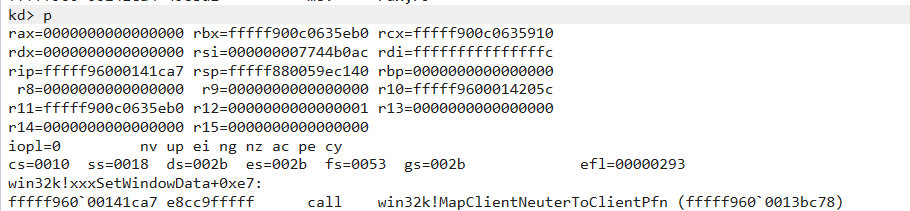 kd> p
rax=0000000000000000 rbx=fffff900c0635eb0 rcx=fffff900c0635910
rdx=0000000000000000 rsi=000000007744b0ac rdi=fffffffffffffffc
rip=fffff96000141ca7 rsp=fffff880059ec140 rbp=0000000000000000
r8=0000000000000000 r9=0000000000000000 r10=fffff9600014205c
r11=fffff900c0635eb0 r12=0000000000000001 r13=0000000000000000
r14=0000000000000000 r15=0000000000000000
iopl=0 nv up ei ng nz ac pe cy
cs=0010 ss=0018 ds=002b es=002b fs=0053 gs=002b efl=00000293
win32k!xxxSetWindowData+0xe7:
fffff960`00141ca7 e8cc9fffff call win32k!MapClientNeuterToClientPfn (fffff960`0013bc78)